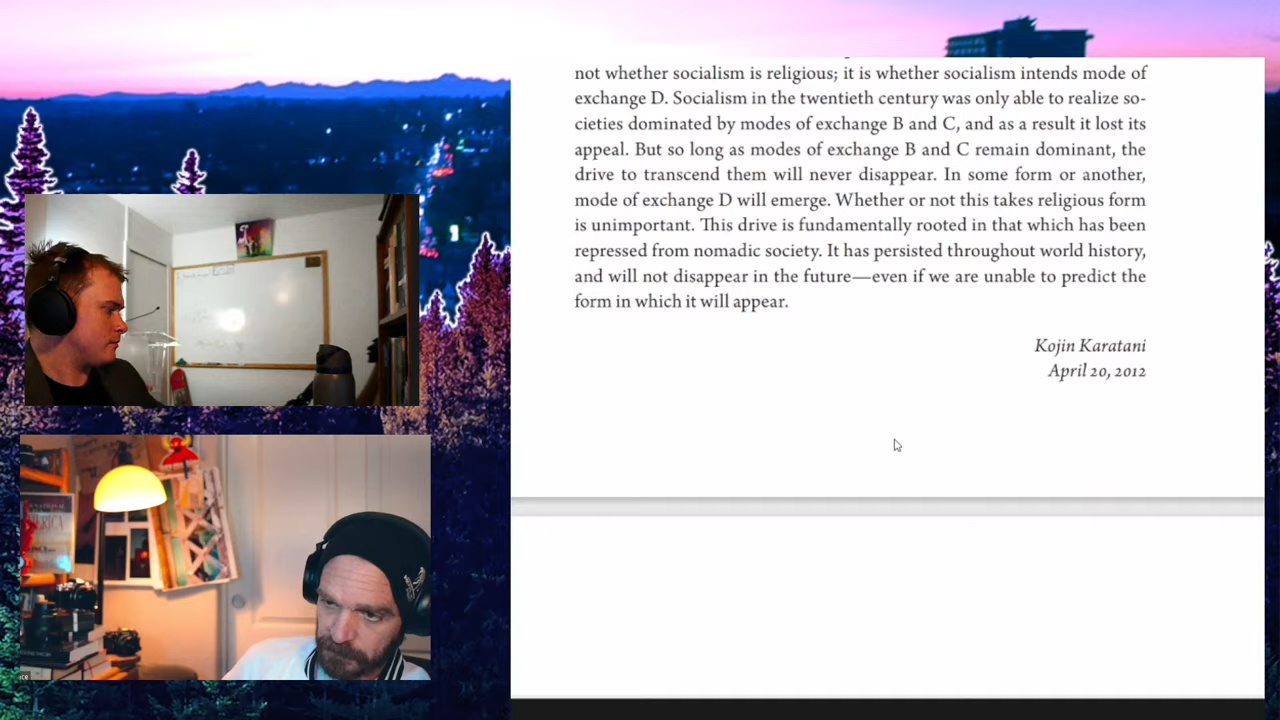 not whether socialism is religious; it is whether socialism intends mode of
exchange D. Socialism in the twentieth century was only able to realize so-
cieties dominated by modes of exchange B and C, and as a result it lost its
appeal. But so long as modes of exchange B and C remain dominant, the
drive to transcend them will never disappear. In some form or another,
mode of exchange D will emerge. Whether or not this takes religious form
is unimportant. This drive is fundamentally rooted in that which has been
repressed from nomadic society. It has persisted throughout world history,
and will not disappear in the future—even if we are unable to predict the
form in which it will appear.
Kojin Karatani
April 20, 2012